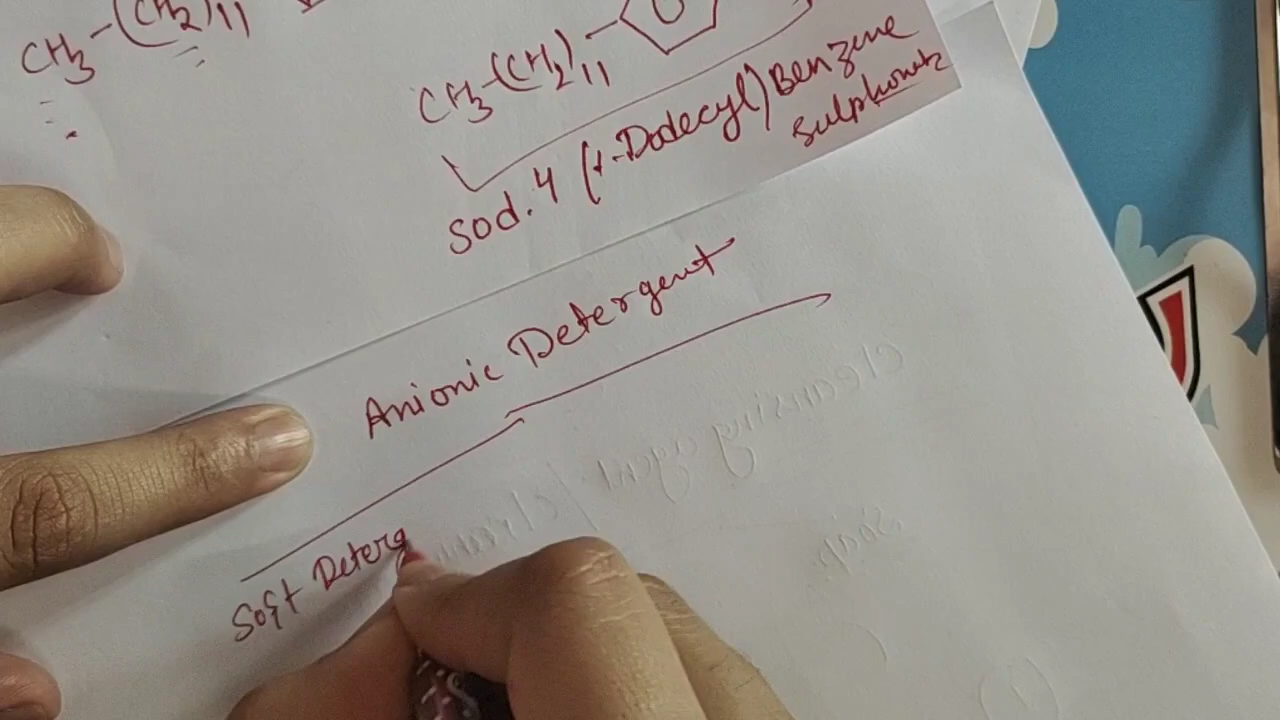 CH3-(CH2)11
CH3-(CH2)11
Sod. 4 (1-Dodecyl) Benzene
Sulphonate
Anionic Detergent
Soft Deterg